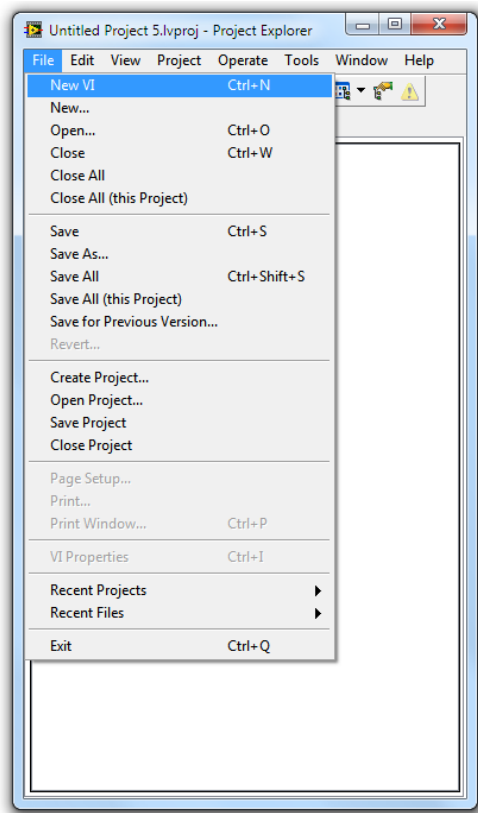 Untitled Project 5.lvproj - Project Explorer
File Edit View Project Operate Tools Window Help
New VI Ctrl+N
New...
Open... Ctrl+O
Close Ctrl+W
Close All
Close All (this Project)
Save Ctrl+S
Save As...
Save All Ctrl+Shift+S
Save All (this Project)
Save for Previous Version...
Revert...
Create Project...
Open Project...
Save Project
Close Project
Page Setup...
Print...
Print Window... Ctrl+P
VI Properties Ctrl+I
Recent Projects
Recent Files
Exit Ctrl+Q